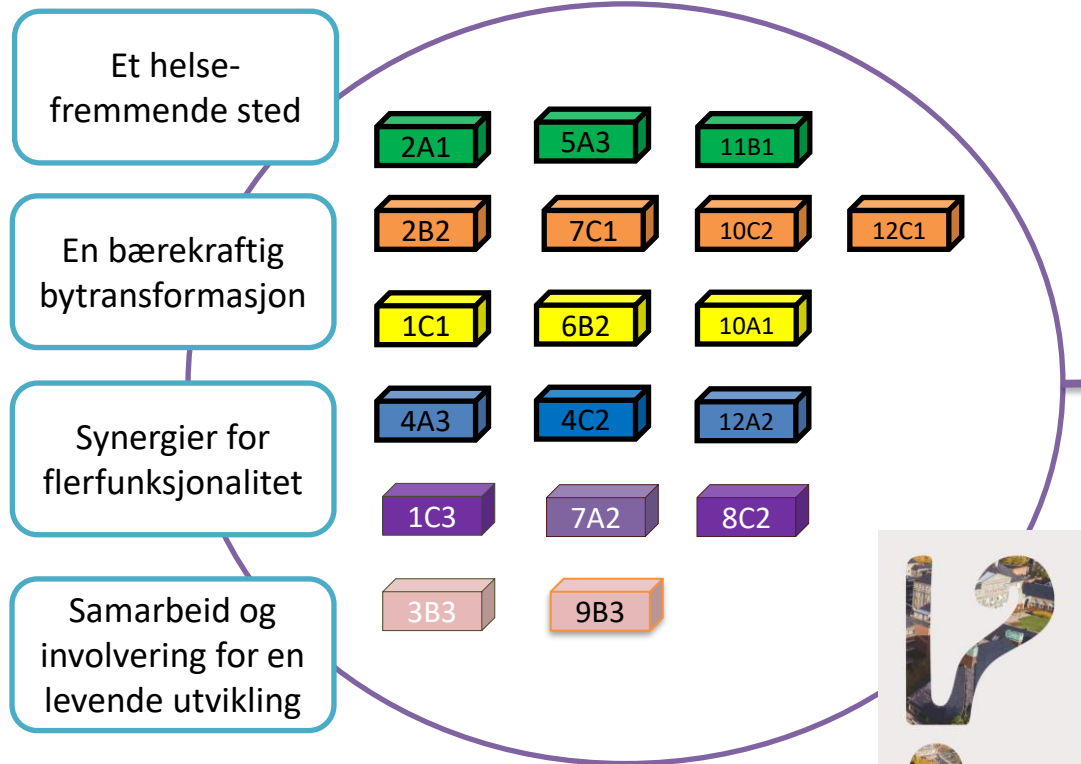 Et helse-
fremmende sted
En bærekraftig
bytransformasjon
Synergier for
flerfunksjonalitet
Samarbeid og
involvering for en
levende utvikling
2A1 5A3 11B1
2B2 7C1 10C2 12C1
1C1 6B2 10A1
4A3 4C2 12A2
1C3 7A2 8C2
3B3 9B3